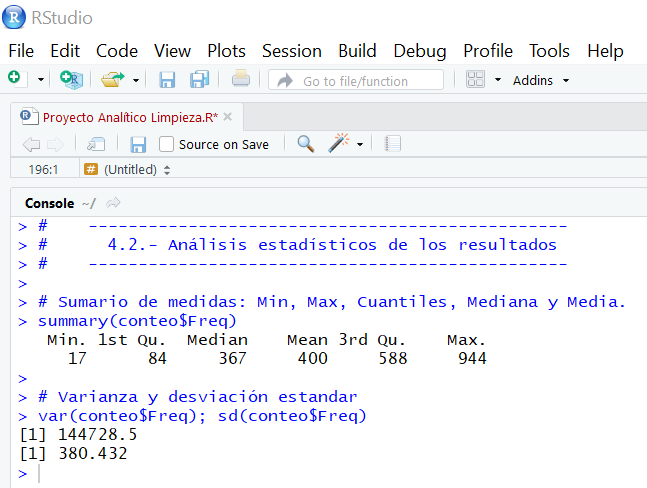 RStudio
File Edit Code View Plots Session Build Debug Profile Tools Help
Go to file/function Addins
Proyecto Analítico Limpieza.R*
Source on Save
196:1 (Untitled)
Console ~/
> #    ------------------------------------------------
> #      4.2.- Análisis estadísticos de los resultados
> #    ------------------------------------------------
>
> # Sumario de medidas: Min, Max, Cuantiles, Mediana y Media.
> summary(conteo$Freq)
   Min. 1st Qu.  Median    Mean 3rd Qu.    Max.
     17      84     367     400     588     944
>
> # Varianza y desviación estandar
> var(conteo$Freq); sd(conteo$Freq)
[1] 144728.5
[1] 380.432
>